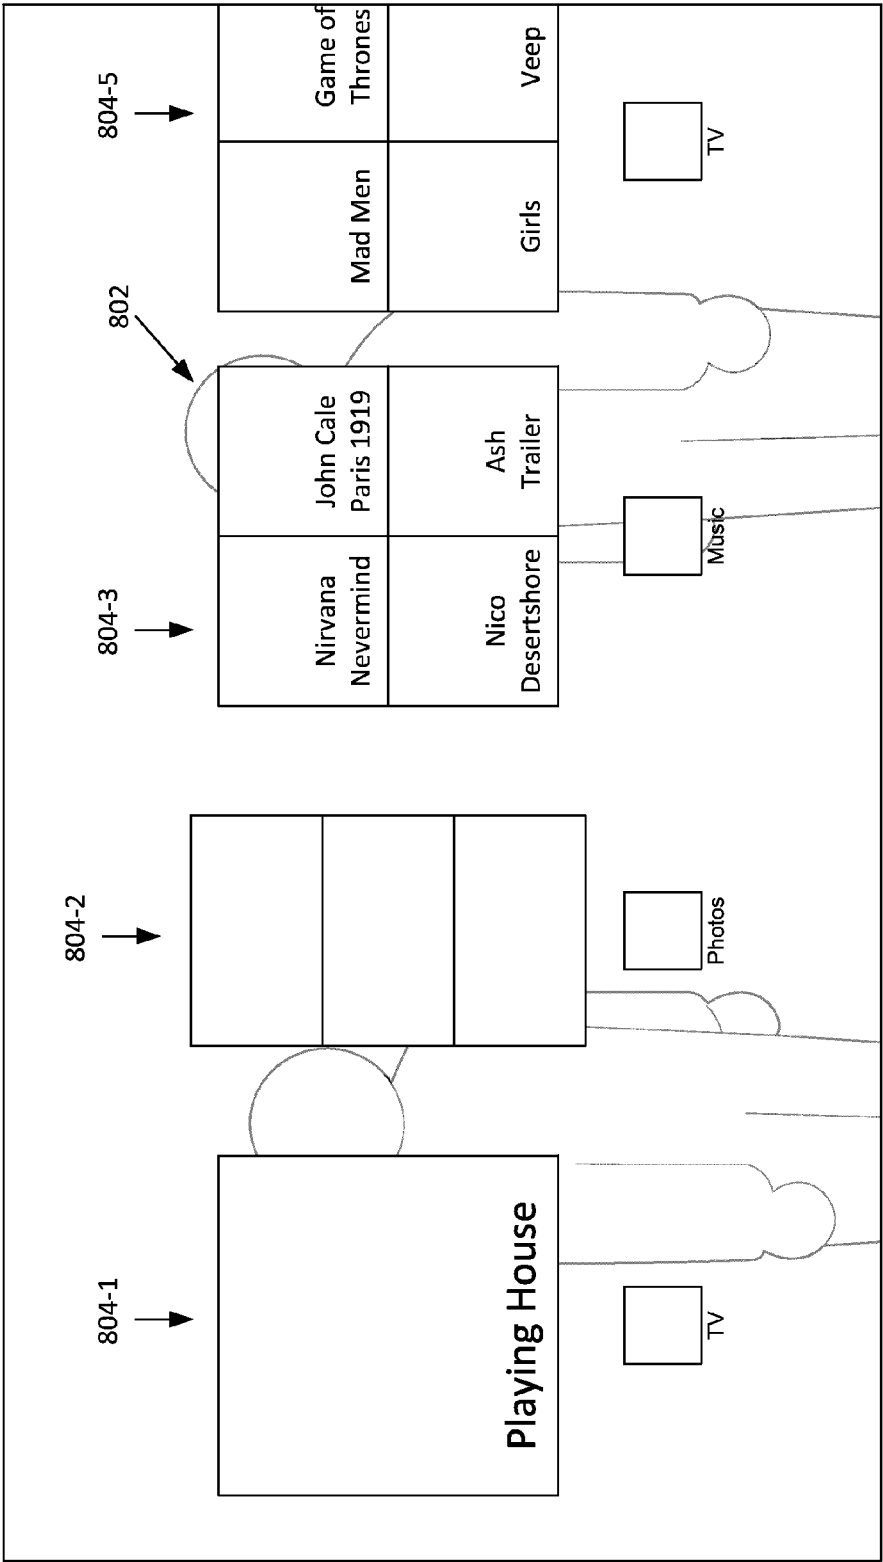 804-1
804-2
804-3
802
804-5
Playing House
Nirvana
Nevermind
John Cale
Paris 1919
Nico
Desertshore
Ash
Trailer
Mad Men
Game of
Thrones
Girls
Veep
TV
Photos
Music
TV